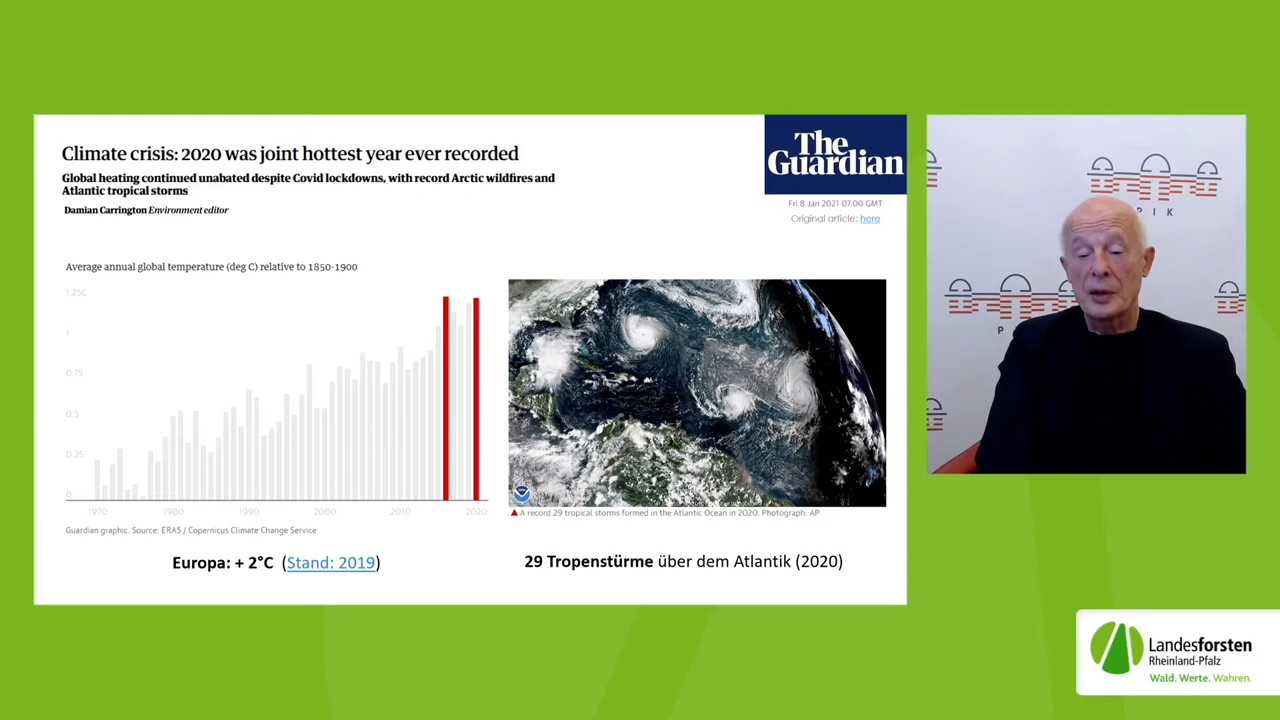 Climate crisis: 2020 was joint hottest year ever recorded
Global heating continued unabated despite Covid lockdowns, with record Arctic wildfires and
Atlantic tropical storms
Damian Carrington Environment editor
The
Guardian
Fri 8 Jan 2021 07.00 GMT
Original article: here
Average annual global temperature (deg C) relative to 1850-1900
1.25C
1
0.75
0.5
0.25
0
1970
1980
1990
2000
2010
2020
Guardian graphic. Source: ERA5 / Copernicus Climate Change Service
Europa: + 2°C (Stand: 2019)
A record 29 tropical storms formed in the Atlantic Ocean in 2020. Photograph: AP
29 Tropenstürme über dem Atlantik (2020)
P I K
P
Landesforsten
Rheinland-Pfalz
Wald. Werte. Wahren.